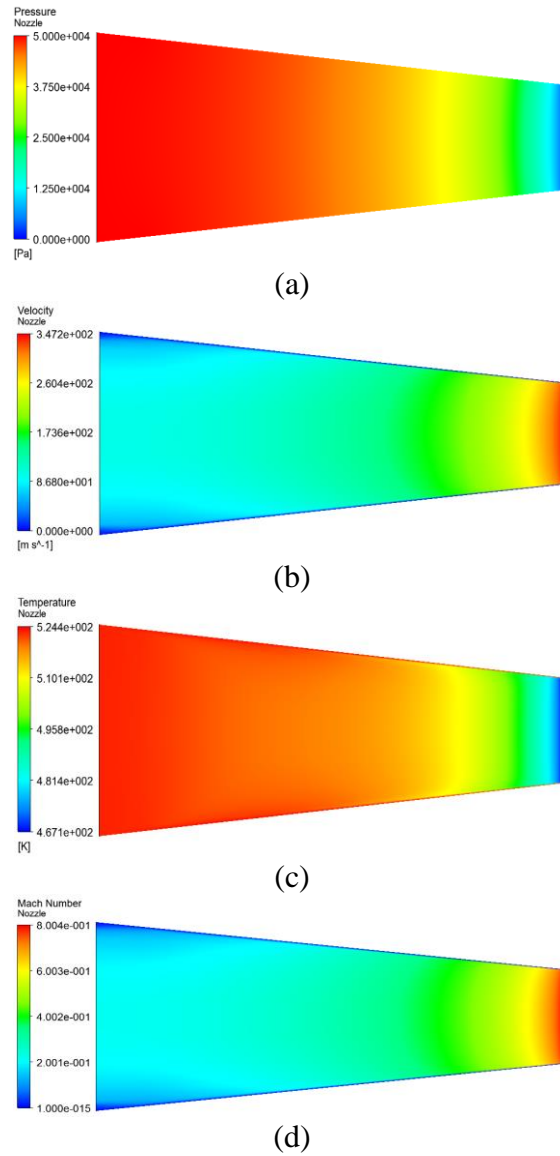 Pressure
Nozzle
5.000e+004
3.750e+004
2.500e+004
1.250e+004
0.000e+000
[Pa]
(a)
Velocity
Nozzle
3.472e+002
2.604e+002
1.736e+002
8.680e+001
0.000e+000
[m s^-1]
(b)
Temperature
Nozzle
5.244e+002
5.101e+002
4.958e+002
4.814e+002
4.671e+002
[K]
(c)
Mach Number
Nozzle
8.004e-001
6.003e-001
4.002e-001
2.001e-001
1.000e-015
(d)